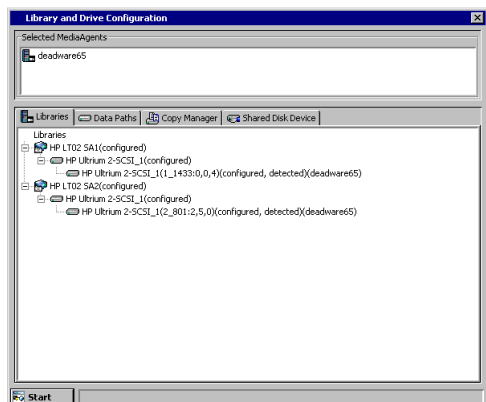 Library and Drive Configuration
Selected MediaAgents
deadware65
Libraries
Data Paths
Copy Manager
Shared Disk Device
Libraries
HP LT02 SA1(configured)
HP Ultrium 2-SCSI_1(configured)
HP Ultrium 2-SCSI_1(1_1433:0,0,4)(configured, detected)(deadware65)
HP LT02 SA2(configured)
HP Ultrium 2-SCSI_1(configured)
HP Ultrium 2-SCSI_1(2_801:2,5,0)(configured, detected)(deadware65)
Start